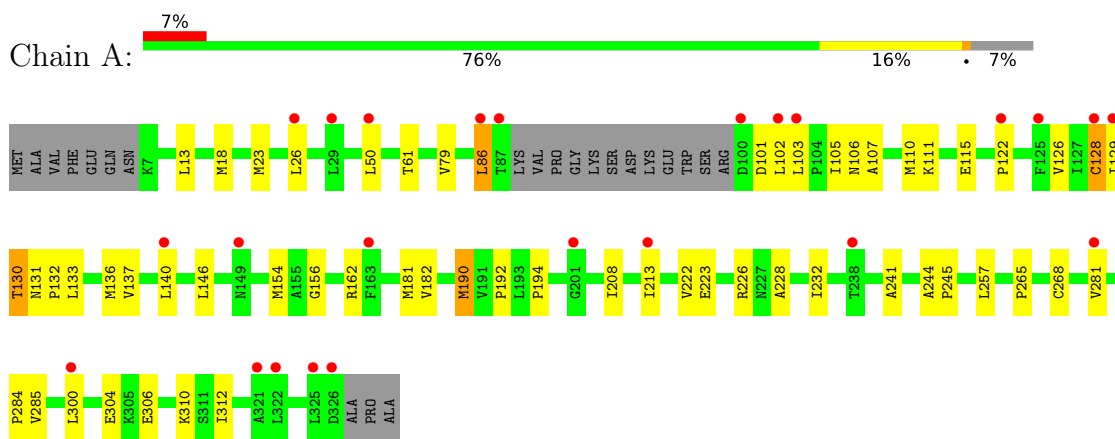 7%
Chain A:
76% 16% • 7%
MET ALA VAL PHE GLU GLN ASN K7 L13 M18 M23 L26 L29 L50 T61 V79 L86 T87 LYS VAL PRO GLY LYS SER ASP LYS GLU TRP SER ARG D100 D101 L102 L103 P104 I105 N106 A107 M110 K111 E115 P122 F125 V126 I127 C128
T130 N131 P132 L133 M136 V137 L140 L146 N149 M154 A155 G156 R162 F163 M181 V182 M190 V191 P192 L193 P194 G201 I208 I213 V222 E223 R226 N227 A228 I232 T238 A241 A244 P245 L257 P265 C268 V281
P284 V285 L300 E304 K305 E306 K310 S311 I312 A321 L322 L325 D326 ALA PRO ALA